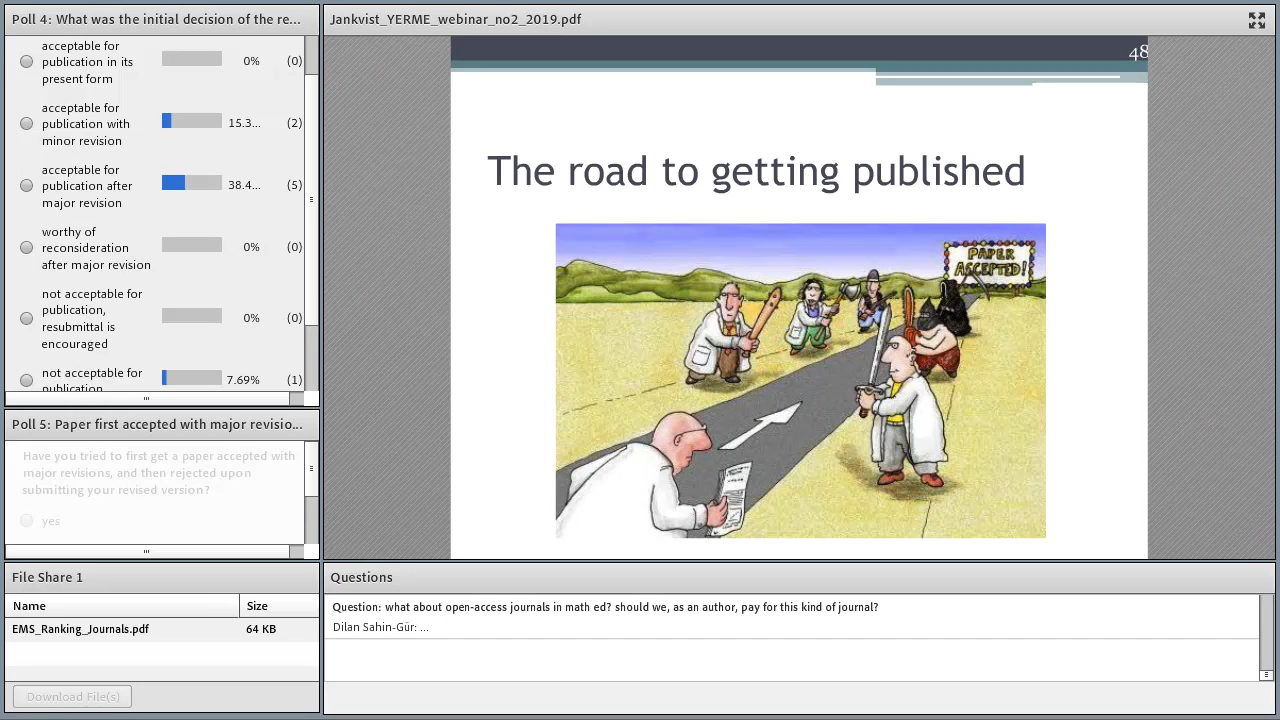 Poll 4: What was the initial decision of the re...
acceptable for
publication in its
present form
0%
(0)
acceptable for
publication with
minor revision
15.3...
(2)
acceptable for
publication after
major revision
38.4...
(5)
worthy of
reconsideration
after major revision
0%
(0)
not acceptable for
publication,
resubmittal is
encouraged
0%
(0)
not acceptable for
publication
7.69%
(1)
Poll 5: Paper first accepted with major revisio...
Have you tried to first get a paper accepted with
major revisions, and then rejected upon
submitting your revised version?
yes
File Share 1
Name
Size
EMS_Ranking_Journals.pdf
64 KB
Download File(s)
Jankvist_YERME_webinar_no2_2019.pdf
48
The road to getting published
PAPER
ACCEPTED!
Questions
Question: what about open-access journals in math ed? should we, as an author, pay for this kind of journal?
Dilan Sahin-Gür: ...